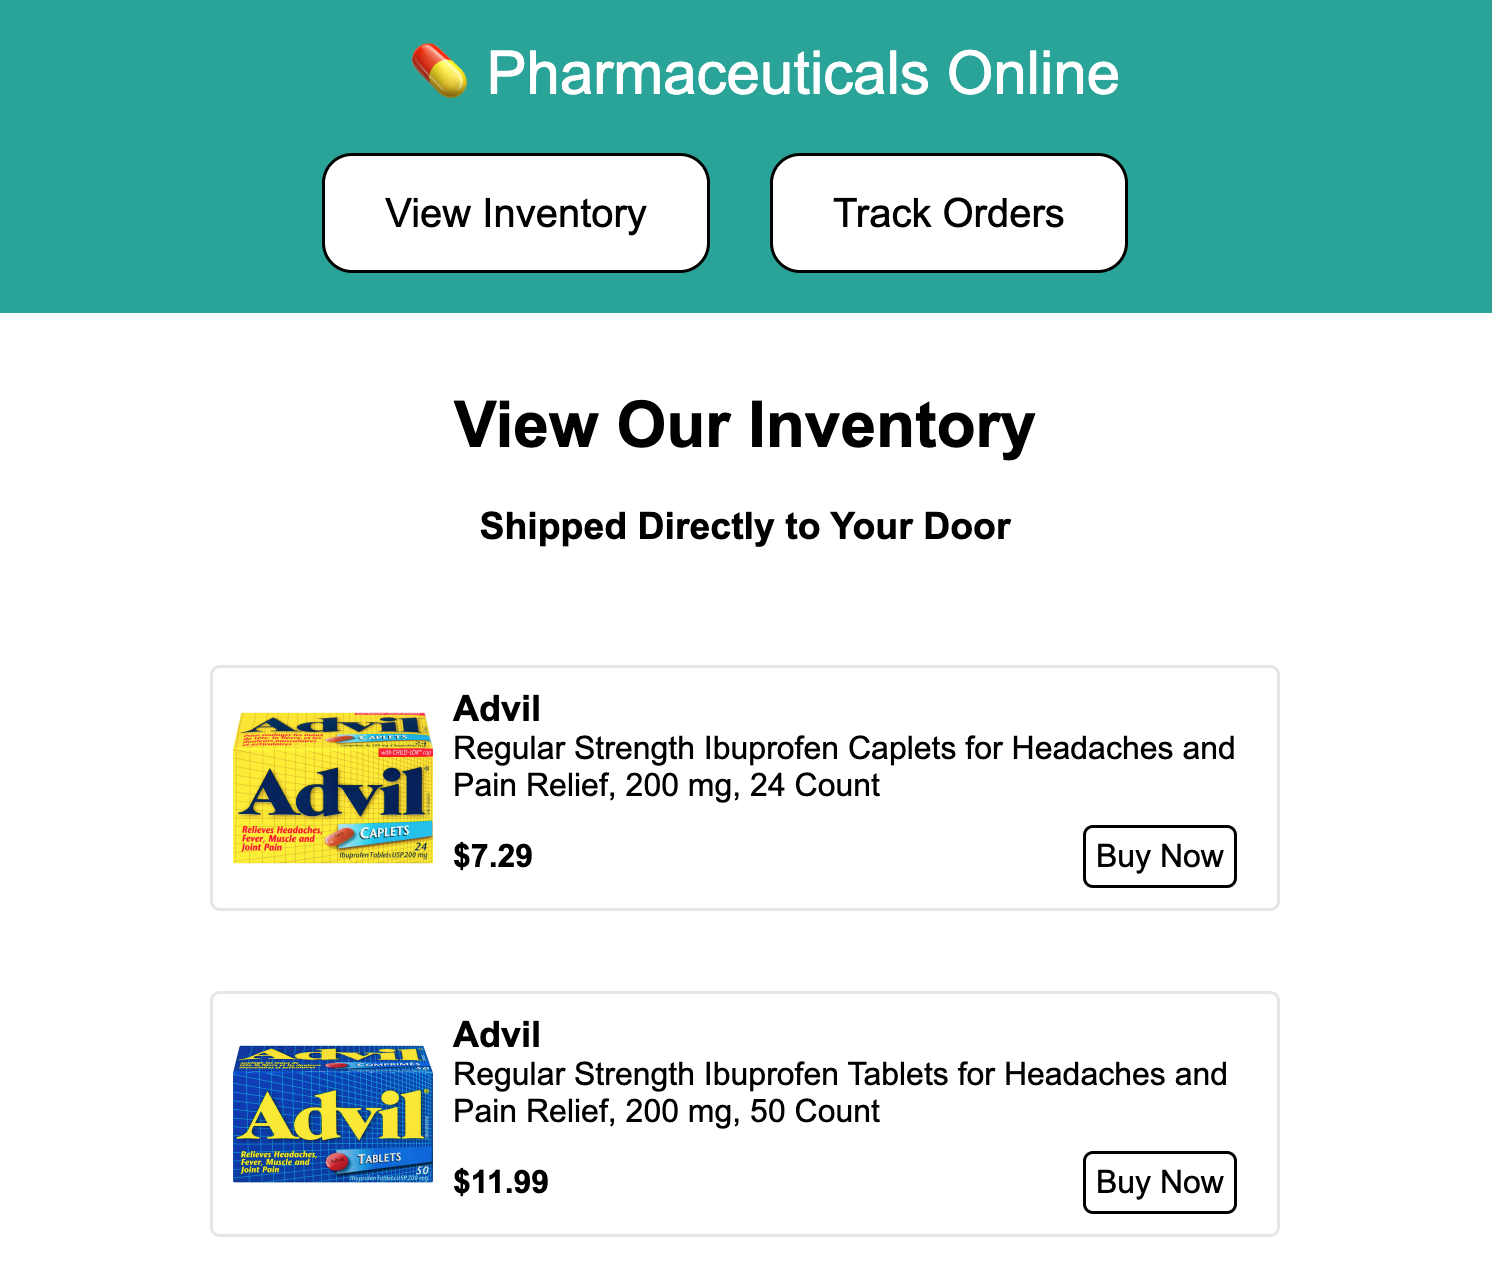 Pharmaceuticals Online
View Inventory
Track Orders
View Our Inventory
Shipped Directly to Your Door
Advil
CAPLETS
with CHILD-LOK® cap
Advil
Relieves Headaches,
Fever, Muscle and
Joint Pain
CAPLETS
24
Ibuprofen Tablets USP 200 mg
Advil
Regular Strength Ibuprofen Caplets for Headaches and
Pain Relief, 200 mg, 24 Count
$7.29
Buy Now
Advil
COMPRIMÉS
Advil®
Relieves Headaches,
Fever, Muscle and
Joint Pain
TABLETS
50
Ibuprofen Tablets USP 200 mg
Advil
Regular Strength Ibuprofen Tablets for Headaches and
Pain Relief, 200 mg, 50 Count
$11.99
Buy Now